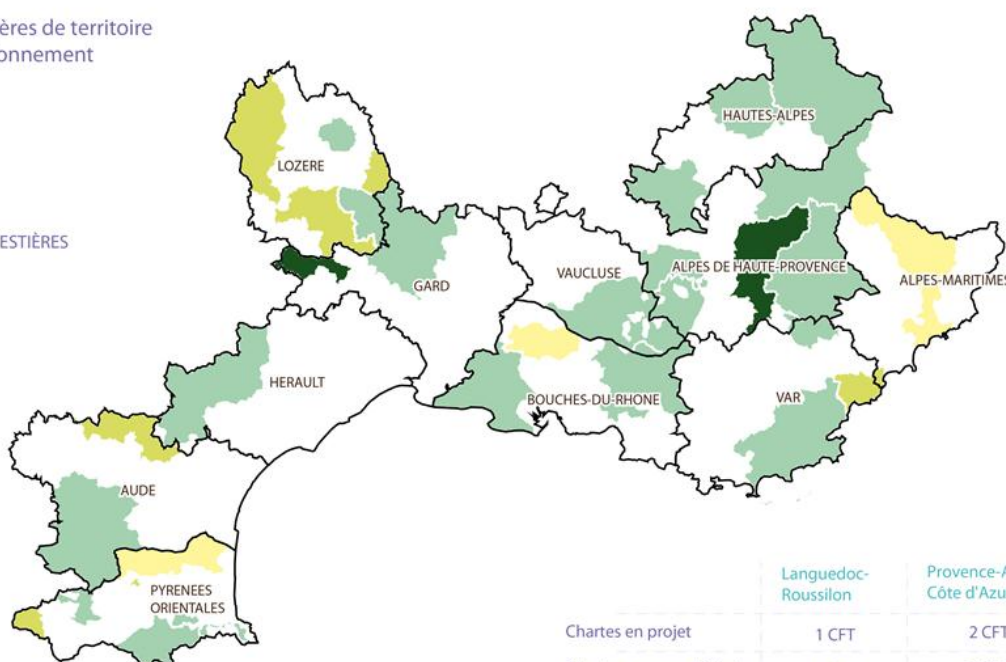 ères de territoire
onnement
ESTIÈRES
HAUTES-ALPES
LOZERE
VAUCLUSE
ALPES DE HAUTE-PROVENCE
ALPES-MARITIMES
GARD
HERAULT
BOUCHES-DU-RHONE
VAR
AUDE
PYRENEES
ORIENTALES
Languedoc-
Roussilon
Provence-A
Côte d'Azu
Chartes en projet 1 CFT 2 CFT